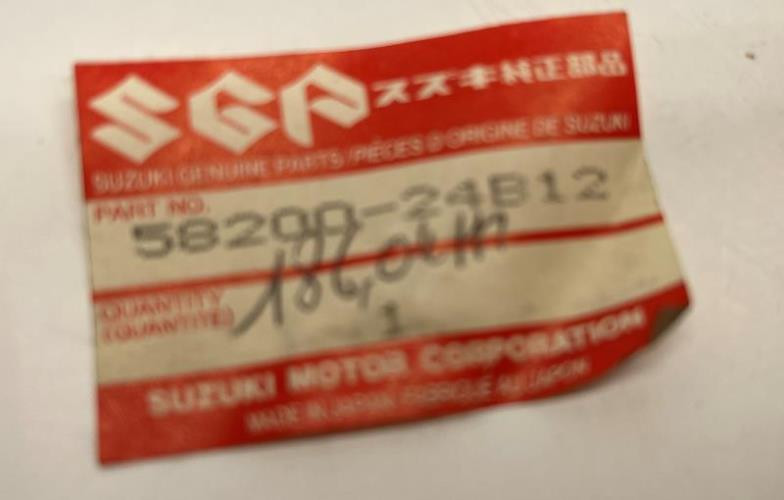 SGP スズキ純正部品
SUZUKI GENUINE PARTS / PIÈCES D ORIGINE DE SUZUKI
PART NO.
58200-24B12
QUANTITY
(QUANTITE)
1
SUZUKI MOTOR CORPORATION
MADE IN JAPAN FABRIQUÉ AU JAPON